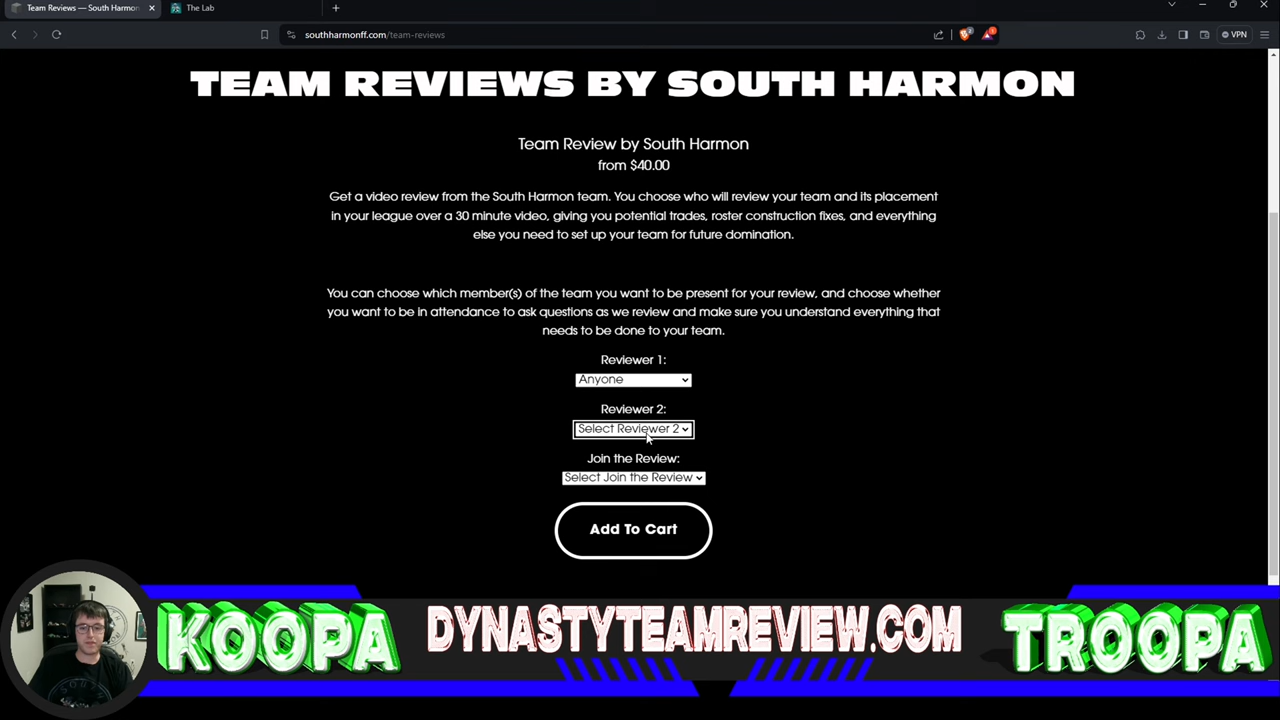 Team Reviews — South Harmon
The Lab
southharmonff.com/team-reviews
VPN
TEAM REVIEWS BY SOUTH HARMON
Team Review by South Harmon
from $40.00
Get a video review from the South Harmon team. You choose who will review your team and its placement
in your league over a 30 minute video, giving you potential trades, roster construction fixes, and everything
else you need to set up your team for future domination.
You can choose which member(s) of the team you want to be present for your review, and choose whether
you want to be in attendance to ask questions as we review and make sure you understand everything that
needs to be done to your team.
Reviewer 1:
Anyone
Reviewer 2:
Select Reviewer 2
Join the Review:
Select Join the Review
Add To Cart
KOOPA DYNASTYTEAMREVIEW.COM TROOPA